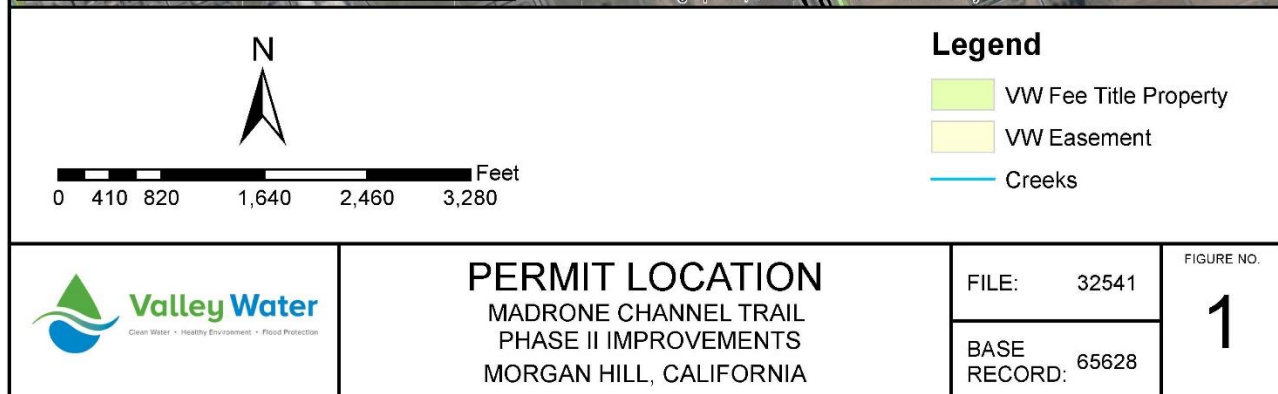 N
Feet
0 410 820 1,640 2,460 3,280
Legend
VW Fee Title Property
VW Easement
Creeks
Valley Water
Clean Water • Healthy Environment • Flood Protection
PERMIT LOCATION
MADRONE CHANNEL TRAIL
PHASE II IMPROVEMENTS
MORGAN HILL, CALIFORNIA
FILE: 32541
BASE
RECORD: 65628
FIGURE NO.
1